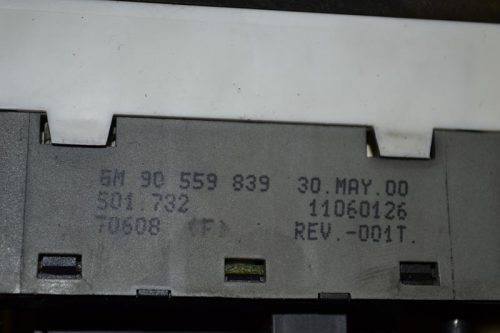 GM 90 559 839 30.MAY.00
501.732 11060126
70608 (F) REV.-001T.